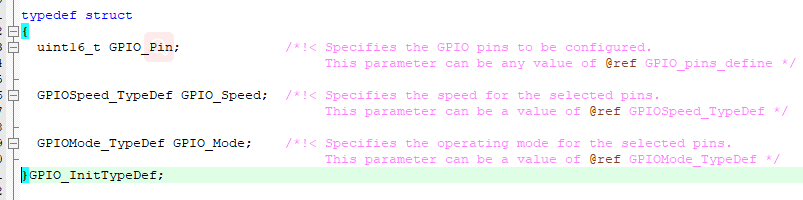 typedef struct
{
uint16_t GPIO_Pin; /*!< Specifies the GPIO pins to be configured.
This parameter can be any value of @ref GPIO_pins_define */
GPIOSpeed_TypeDef GPIO_Speed; /*!< Specifies the speed for the selected pins.
This parameter can be a value of @ref GPIOSpeed_TypeDef */
GPIOMode_TypeDef GPIO_Mode; /*!< Specifies the operating mode for the selected pins.
This parameter can be a value of @ref GPIOMode_TypeDef */
}GPIO_InitTypeDef;